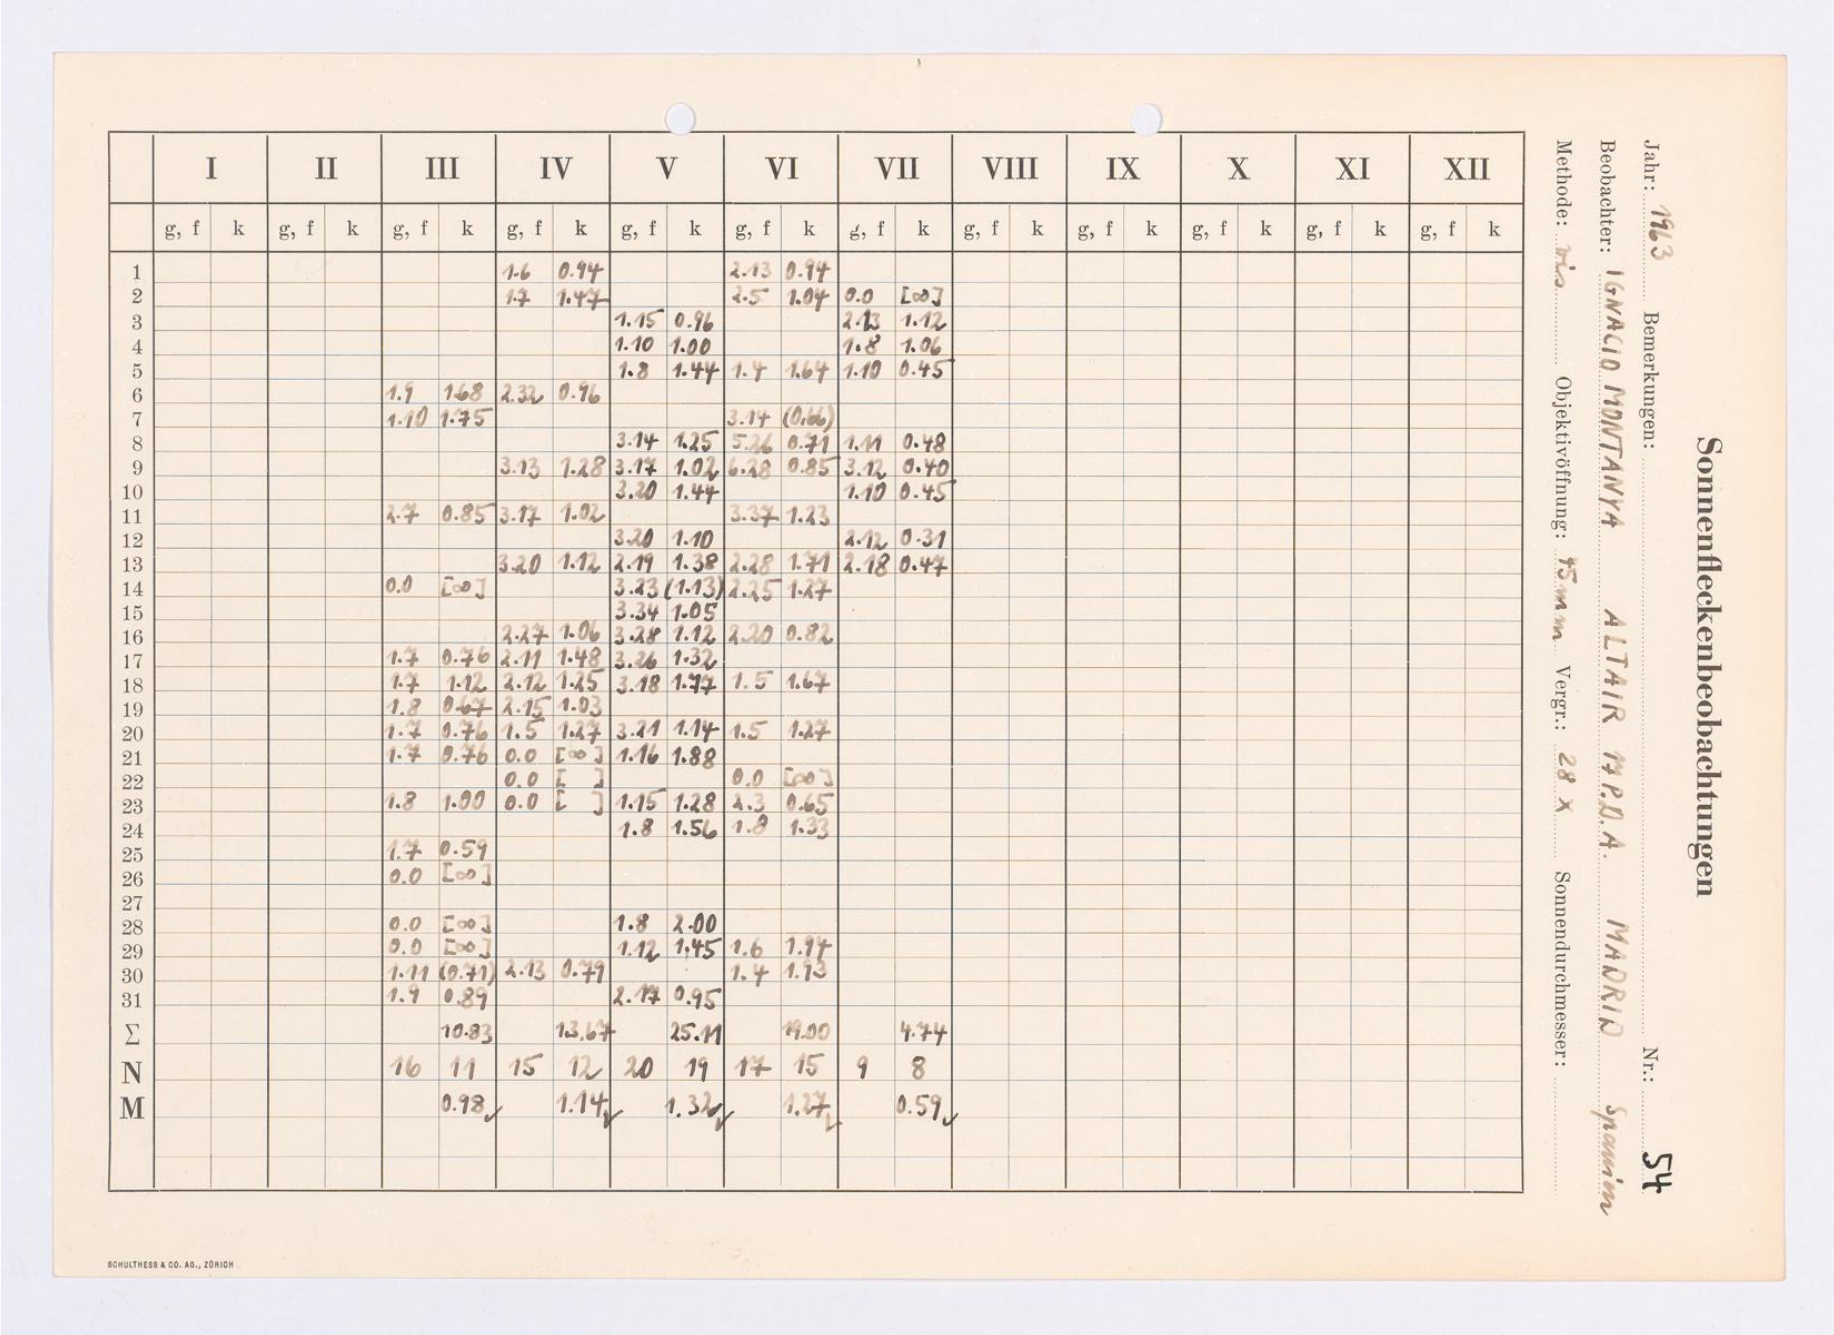 Sonnenfleckenbeobachtungen
Jahr: 1963 Bemerkungen: Nr.: 54
Beobachter: IGNACIO MONTANYA ALTAIR 17 P.D.A. MADRID Spanien
Methode: vis. Objektivöffnung: 75mm Vergr.: 28 X Sonnendurchmesser:
I II III IV V VI VII VIII IX X XI XII
g, f k g, f k g, f k g, f k g, f k g, f k g, f k g, f k g, f k g, f k g, f k g, f k
1 1.6 0.94 2.13 0.94
2 1.7 1.47 2.5 1.04 0.0 [∞]
3 1.15 0.96 2.13 1.12
4 1.10 1.00 1.8 1.06
5 1.8 1.44 1.4 1.64 1.10 0.45
6 1.9 1.68 2.32 0.96
7 1.10 1.75 3.14 (0.66)
8 3.14 1.25 5.26 0.71 1.11 0.48
9 3.13 1.28 3.17 1.02 6.28 0.85 3.12 0.40
10 3.20 1.44 1.10 0.45
11 2.7 0.85 3.17 1.02 3.37 1.23
12 3.20 1.10 2.12 0.31
13 3.20 1.12 2.19 1.38 2.28 1.71 2.18 0.47
14 0.0 [∞] 3.23 (1.13) 2.25 1.27
15 3.34 1.05
16 2.27 1.06 3.28 1.12 2.20 0.82
17 1.7 0.76 2.11 1.48 3.26 1.32
18 1.7 1.12 2.12 1.25 3.18 1.77 1.5 1.67
19 1.8 0.67 2.15 1.03
20 1.7 0.76 1.5 1.27 3.21 1.14 1.5 1.27
21 1.7 0.76 0.0 [∞] 1.16 1.88
22 0.0 [ ] 0.0 [∞]
23 1.8 1.00 0.0 [ ] 1.15 1.28 2.3 0.65
24 1.8 1.56 1.8 1.33
25 1.7 0.59
26 0.0 [∞]
27
28 0.0 [∞] 1.8 2.00
29 0.0 [∞] 1.12 1.45 1.6 1.94
30 1.11 (0.71) 2.13 0.79 1.4 1.93
31 1.9 0.89 2.17 0.95
Σ 10.83 13.67 25.11 19.00 4.74
N 16 11 15 12 20 19 17 15 9 8
M 0.98✓ 1.14✓ 1.32✓ 1.27✓ 0.59✓
SCHULTHESS & CO. AG., ZÜRICH